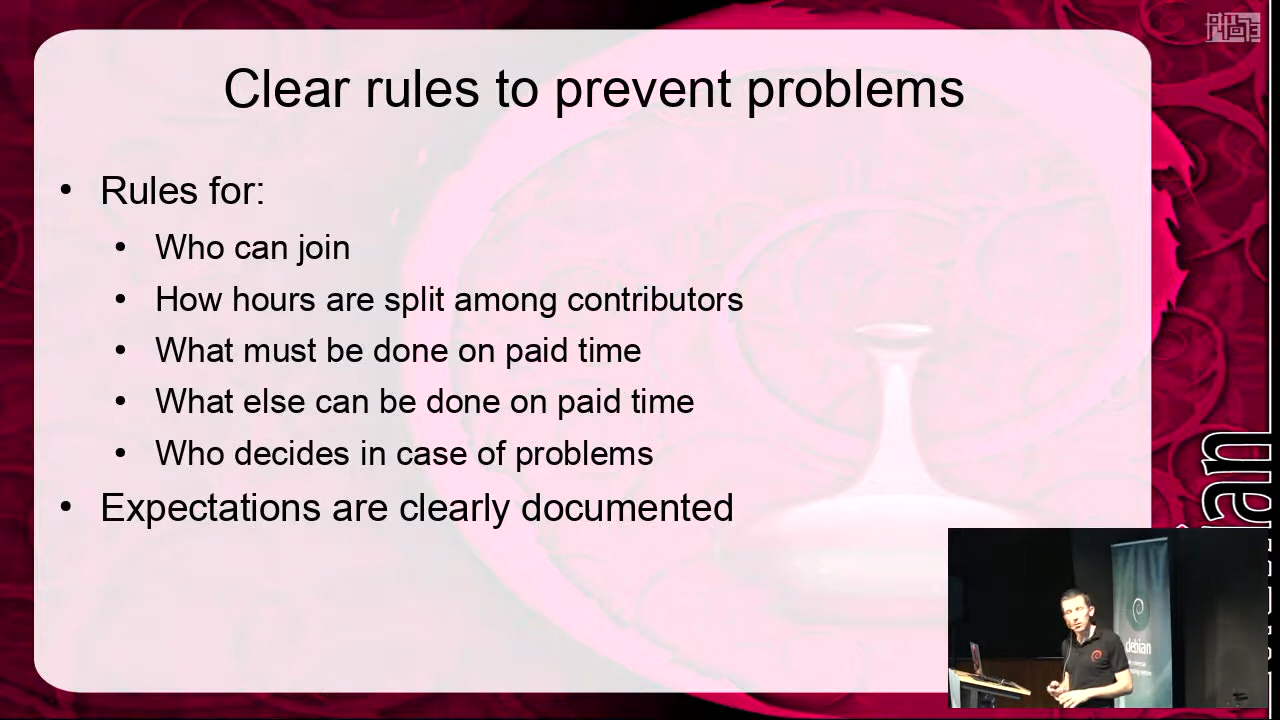 Clear rules to prevent problems
• Rules for:
• Who can join
• How hours are split among contributors
• What must be done on paid time
• What else can be done on paid time
• Who decides in case of problems
• Expectations are clearly documented
debian